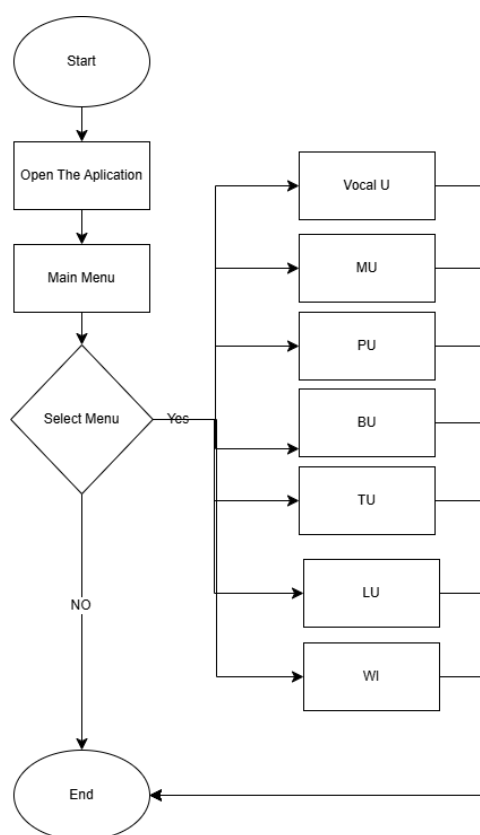 Start
Open The Aplication
Main Menu
Select Menu
Yes
NO
Vocal U
MU
PU
BU
TU
LU
WI
End